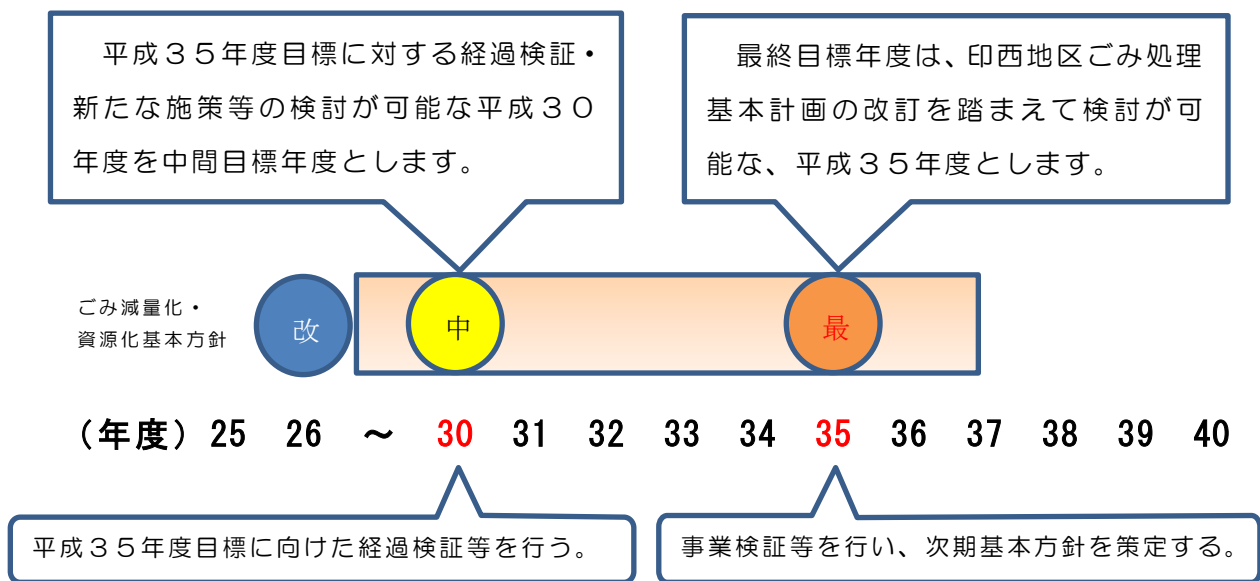 平成３５年度目標に対する経過検証・
新たな施策等の検討が可能な平成３０
年度を中間目標年度とします。
最終目標年度は、印西地区ごみ処理
基本計画の改訂を踏まえて検討が可
能な、平成３５年度とします。
ごみ減量化・
資源化基本方針
改
中
最
（年度）25 26 ～ 30 31 32 33 34 35 36 37 38 39 40
平成３５年度目標に向けた経過検証等を行う。
事業検証等を行い、次期基本方針を策定する。